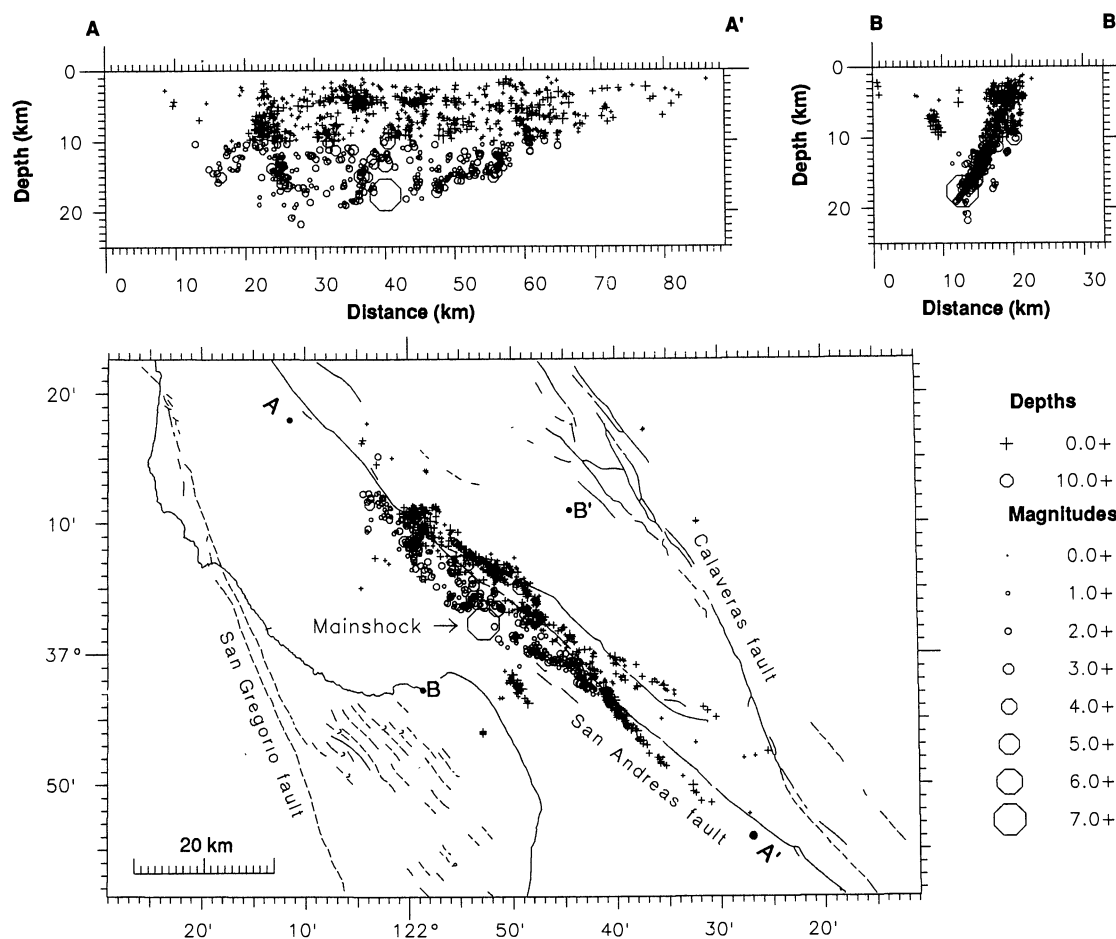 A
A'
B
B
0
10
20
Depth (km)
0 10 20 30 40 50 60 70 80
Distance (km)
0
10
20
Depth (km)
0 10 20 30
Distance (km)
20'
10'
37°
50'
A
B'
Mainshock
B
A'
San Gregorio fault
San Andreas fault
Calaveras fault
20 km
20' 10' 122° 50' 40' 30' 20'
Depths
0.0+
10.0+
Magnitudes
0.0+
1.0+
2.0+
3.0+
4.0+
5.0+
6.0+
7.0+